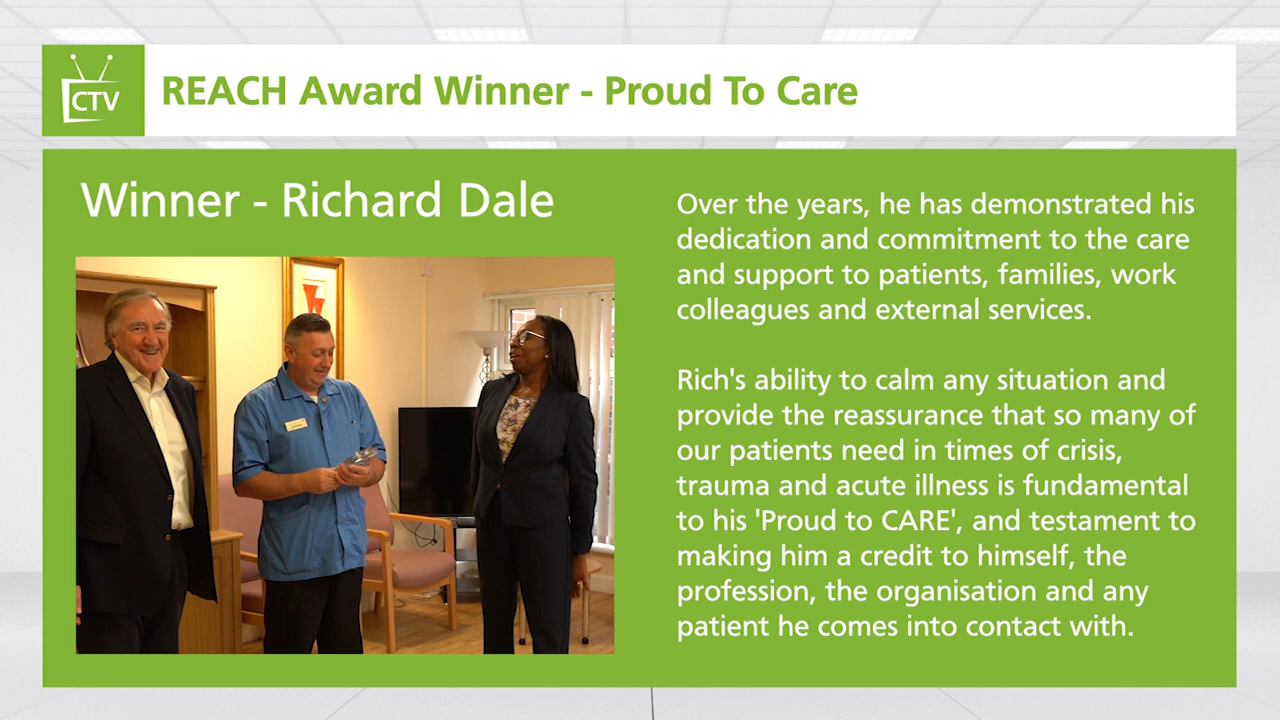 CTV
REACH Award Winner - Proud To Care
Winner - Richard Dale
Over the years, he has demonstrated his
dedication and commitment to the care
and support to patients, families, work
colleagues and external services.
Rich's ability to calm any situation and
provide the reassurance that so many of
our patients need in times of crisis,
trauma and acute illness is fundamental
to his 'Proud to CARE', and testament to
making him a credit to himself, the
profession, the organisation and any
patient he comes into contact with.